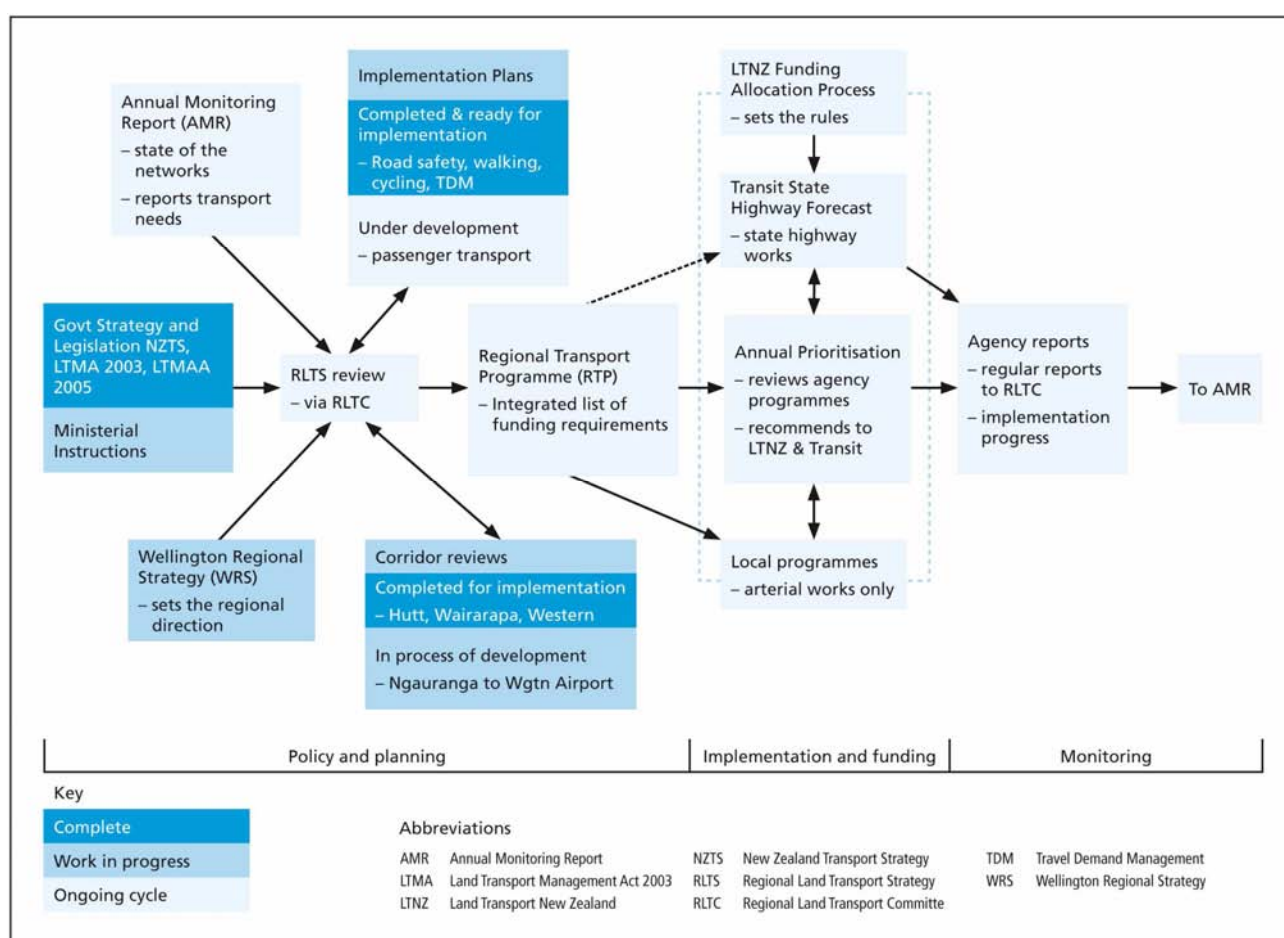 Annual Monitoring
Report (AMR)
– state of the
networks
– reports transport
needs
Implementation Plans
Completed & ready for
implementation
– Road safety, walking,
cycling, TDM
Under development
– passenger transport
LTNZ Funding
Allocation Process
– sets the rules
Transit State
Highway Forecast
– state highway
works
Govt Strategy and
Legislation NZTS,
LTMA 2003, LTMAA
2005
Ministerial
Instructions
RLTS review
– via RLTC
Regional Transport
Programme (RTP)
– Integrated list of
funding requirements
Annual Prioritisation
– reviews agency
programmes
– recommends to
LTNZ & Transit
Agency reports
– regular reports
to RLTC
– implementation
progress
To AMR
Wellington Regional
Strategy (WRS)
– sets the regional
direction
Corridor reviews
Completed for implementation
– Hutt, Wairarapa, Western
In process of development
– Ngauranga to Wgtn Airport
Local programmes
– arterial works only
Policy and planning
Implementation and funding
Monitoring
Key
Complete
Work in progress
Ongoing cycle
Abbreviations
AMR Annual Monitoring Report
LTMA Land Transport Management Act 2003
LTNZ Land Transport New Zealand
NZTS New Zealand Transport Strategy
RLTS Regional Land Transport Strategy
RLTC Regional Land Transport Committe
TDM Travel Demand Management
WRS Wellington Regional Strategy